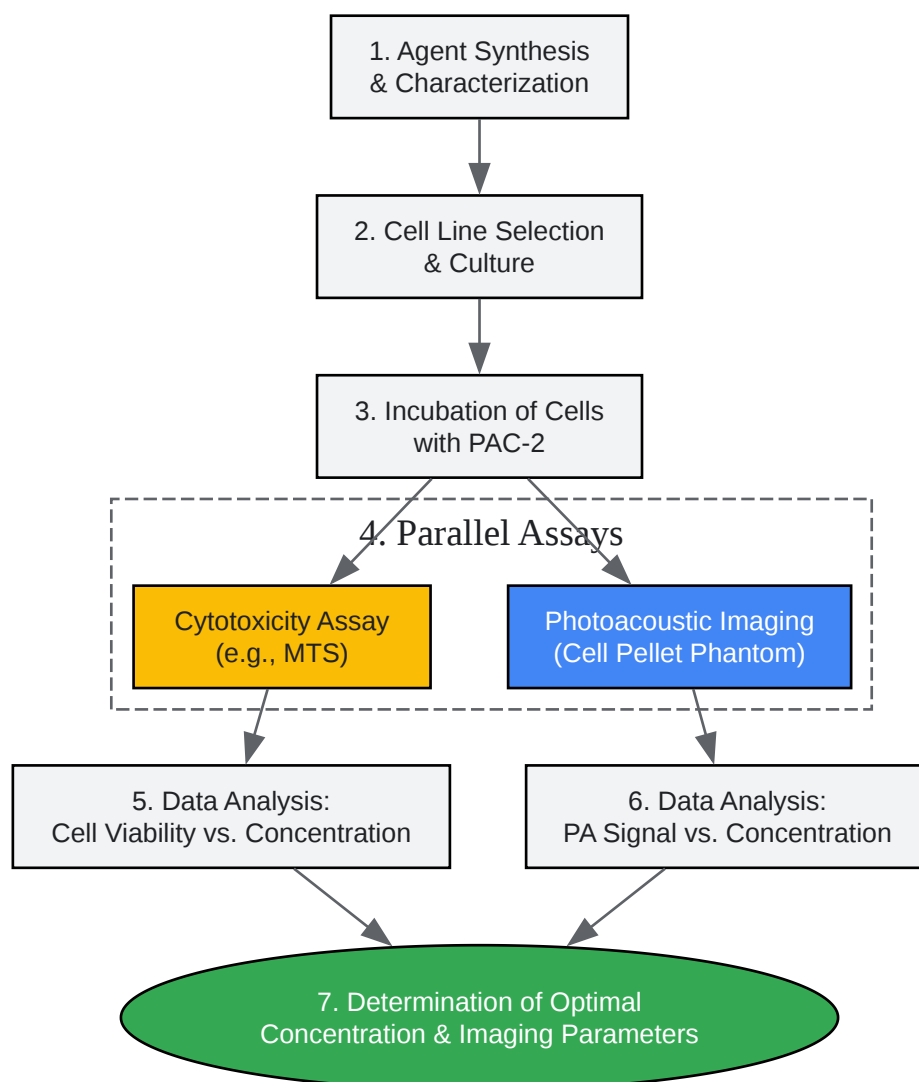 1. Agent Synthesis
& Characterization
2. Cell Line Selection
& Culture
3. Incubation of Cells
with PAC-2
4. Parallel Assays
Cytotoxicity Assay
(e.g., MTS)
Photoacoustic Imaging
(Cell Pellet Phantom)
5. Data Analysis:
Cell Viability vs. Concentration
6. Data Analysis:
PA Signal vs. Concentration
7. Determination of Optimal
Concentration & Imaging Parameters